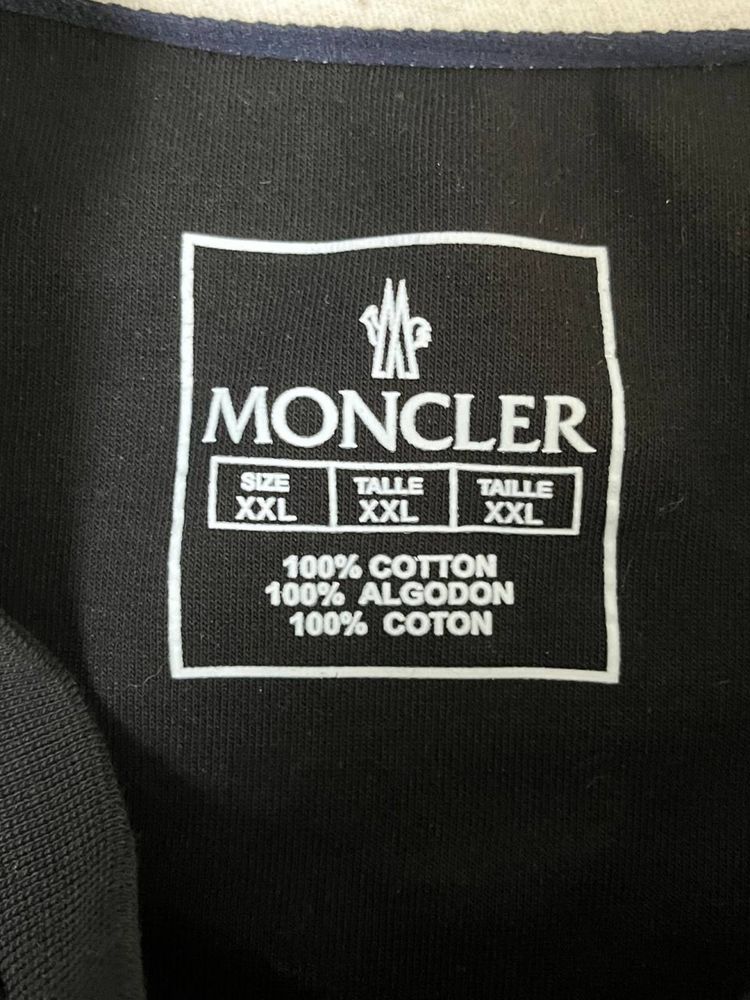 MONCLER
SIZE TALLE TAILLE
XXL XXL XXL
100% COTTON
100% ALGODON
100% COTON